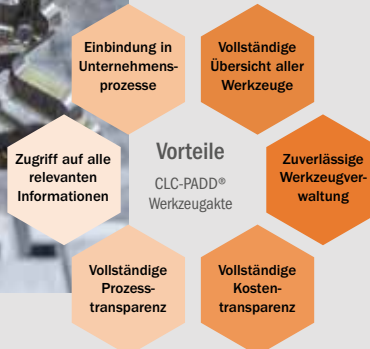 Einbindung in
Unternehmens-
prozesse
Vollständige
Übersicht aller
Werkzeuge
Zugriff auf alle
relevanten
Informationen
Vorteile
CLC-PADD®
Werkzeugakte
Zuverlässige
Werkzeugver-
waltung
Vollständige
Prozess-
transparenz
Vollständige
Kosten-
transparenz